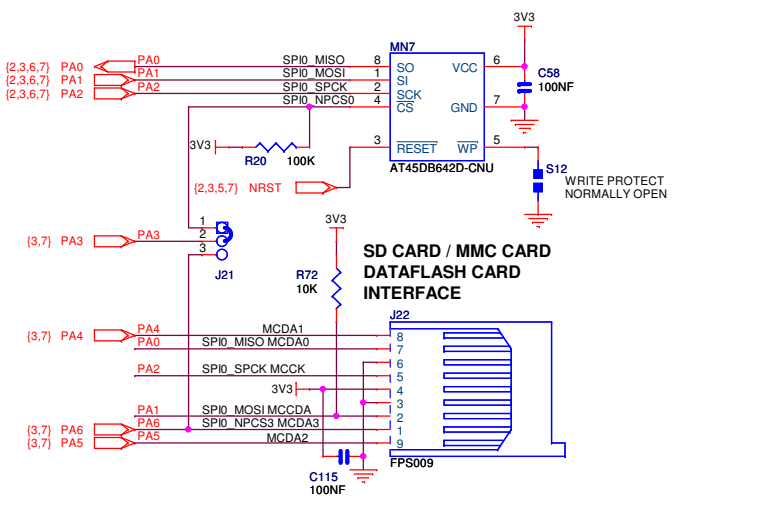 3V3
MN7
{2,3,6,7} PA0 PA0 SPI0_MISO 8 SO VCC 6
{2,3,6,7} PA1 PA1 SPI0_MOSI 1 SI C58
{2,3,6,7} PA2 PA2 SPI0_SPCK 2 SCK 100NF
SPI0_NPCS0 4 CS GND 7
3V3 R20 100K 3 RESET WP 5
AT45DB642D-CNU
S12
{2,3,5,7} NRST
WRITE PROTECT
NORMALLY OPEN
3V3
1
{3,7} PA3 PA3 2
3
J21
SD CARD / MMC CARD
DATAFLASH CARD
INTERFACE
R72
10K
J22
{3,7} PA4 PA4 MCDA1 8
PA0 SPI0_MISO MCDA0 7
6
PA2 SPI0_SPCK MCCK 5
3V3 4
3
PA1 SPI0_MOSI MCCDA 2
{3,7} PA6 PA6 SPI0_NPCS3 MCDA3 1
{3,7} PA5 PA5 MCDA2 9
FPS009
C115
100NF